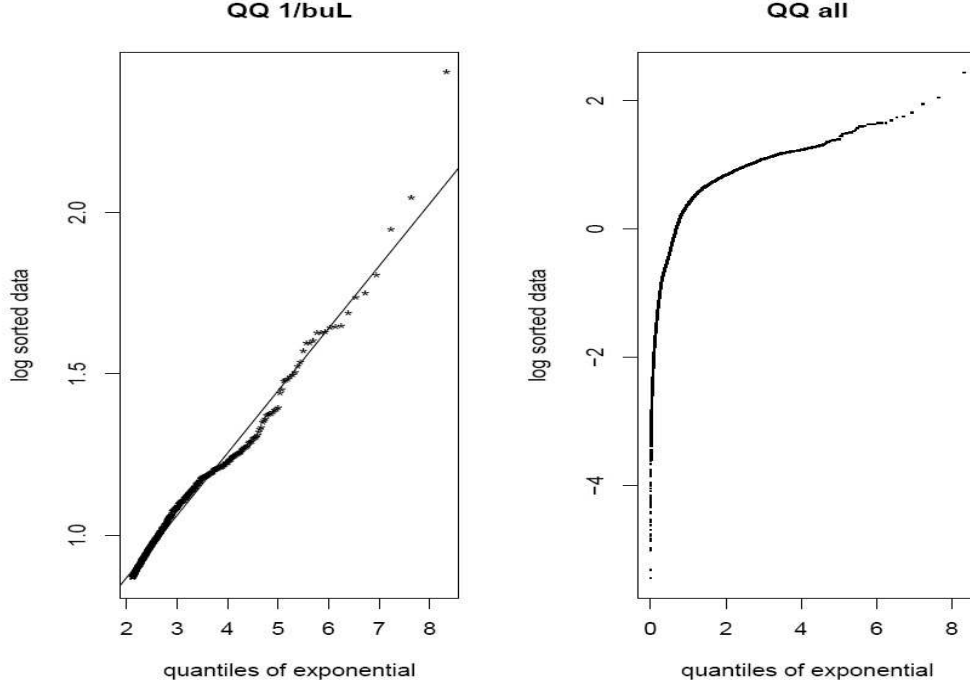 QQ 1/buL
log sorted data
2.0
1.5
1.0
2 3 4 5 6 7 8
quantiles of exponential
QQ all
log sorted data
2
0
−2
−4
0 2 4 6 8
quantiles of exponential